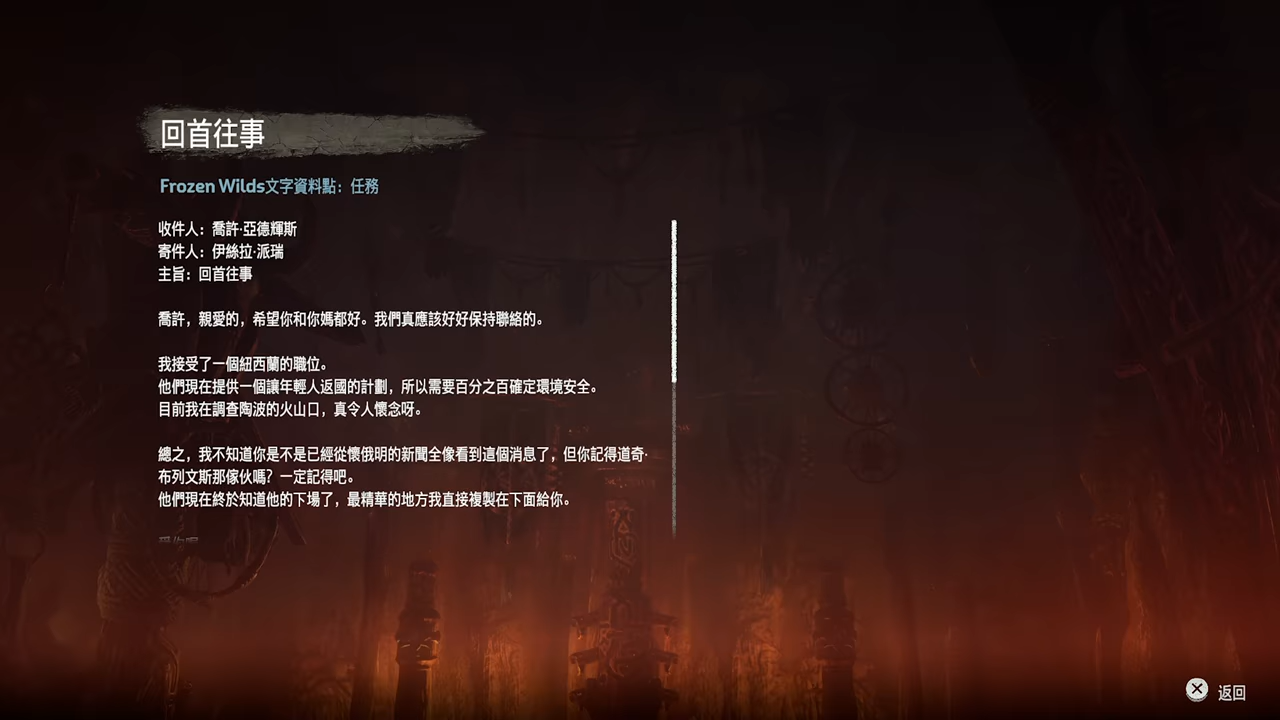 回首往事
Frozen Wilds文字資料點：任務
收件人：喬許·亞德輝斯
寄件人：伊絲拉·派瑞
主旨：回首往事
喬許，親愛的，希望你和你媽都好。我們真應該好好保持聯絡的。
我接受了一個紐西蘭的職位。
他們現在提供一個讓年輕人返國的計劃，所以需要百分之百確定環境安全。
目前我在調查陶波的火山口，真令人懷念呀。
總之，我不知道你是不是已經從懷俄明的新聞全像看到這個消息了，但你記得道奇·
布列文斯那傢伙嗎？一定記得吧。
他們現在終於知道他的下場了，最精華的地方我直接複製在下面給你。
返回